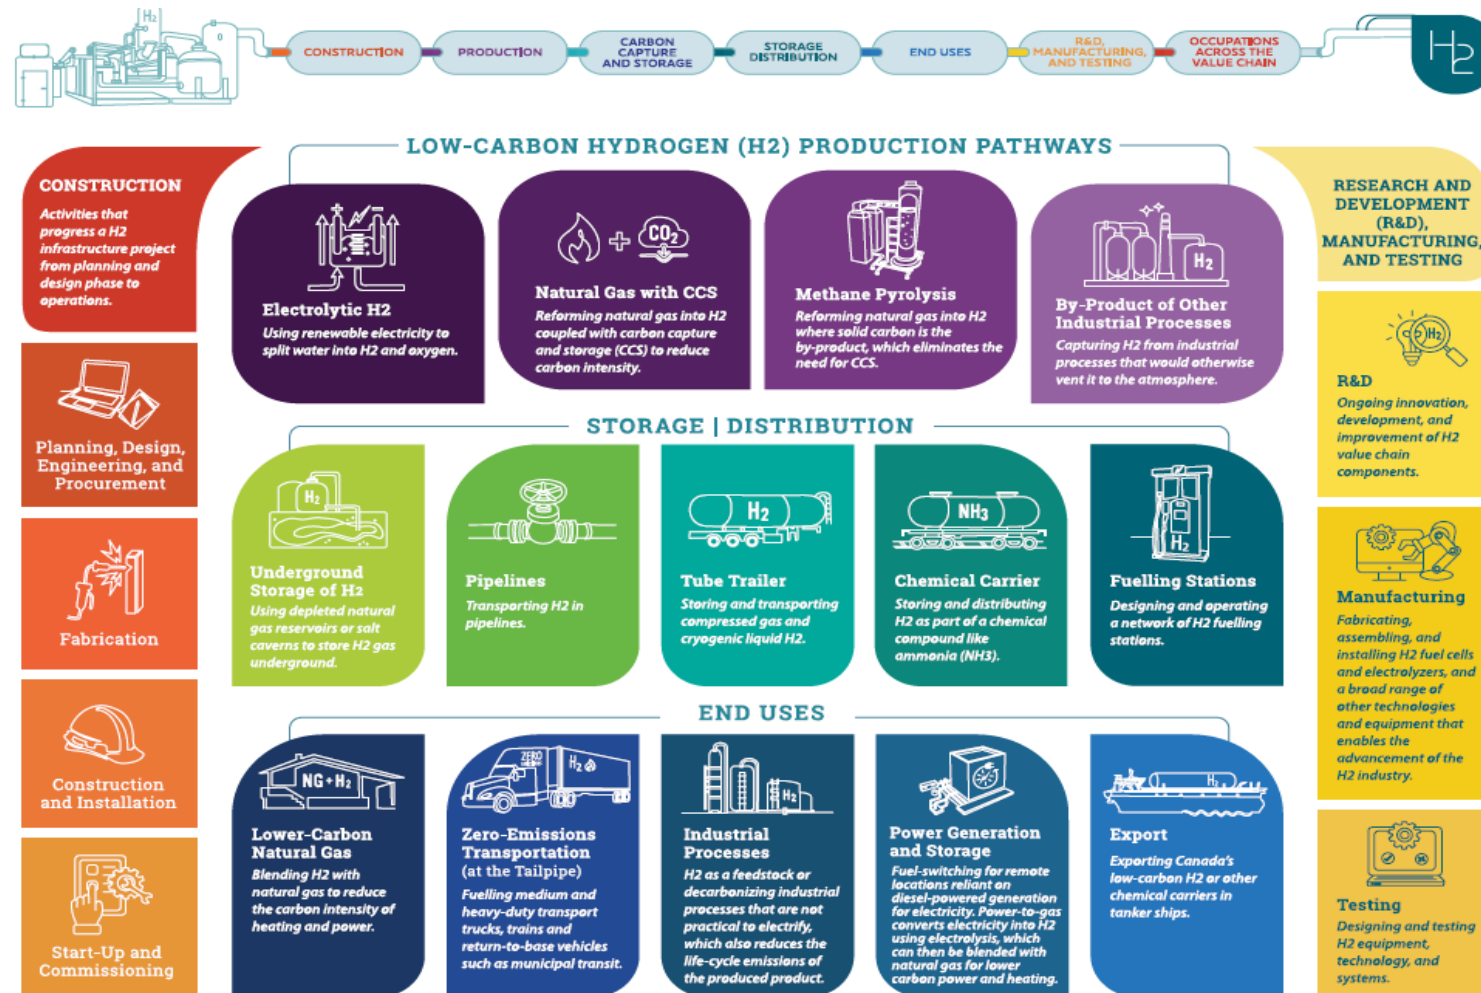 H2
CONSTRUCTION
PRODUCTION
CARBON
CAPTURE
AND STORAGE
STORAGE
DISTRIBUTION
END USES
R&D,
MANUFACTURING,
AND TESTING
OCCUPATIONS
ACROSS THE
VALUE CHAIN
H2
LOW-CARBON HYDROGEN (H2) PRODUCTION PATHWAYS
CONSTRUCTION
Activities that
progress a H2
infrastructure project
from planning and
design phase to
operations.
Planning, Design,
Engineering, and
Procurement
Fabrication
Construction
and Installation
Start-Up and
Commissioning
Electrolytic H2
Using renewable electricity to
split water into H2 and oxygen.
CO2
Natural Gas with CCS
Reforming natural gas into H2
coupled with carbon capture
and storage (CCS) to reduce
carbon intensity.
Methane Pyrolysis
Reforming natural gas into H2
where solid carbon is the
by-product, which eliminates the
need for CCS.
H2
By-Product of Other
Industrial Processes
Capturing H2 from industrial
processes that would otherwise
vent it to the atmosphere.
STORAGE | DISTRIBUTION
H2
Underground
Storage of H2
Using depleted natural
gas reservoirs or salt
caverns to store H2 gas
underground.
Pipelines
Transporting H2 in
pipelines.
H2
Tube Trailer
Storing and transporting
compressed gas and
cryogenic liquid H2.
NH3
Chemical Carrier
Storing and distributing
H2 as part of a chemical
compound like
ammonia (NH3).
H2
Fuelling Stations
Designing and operating
a network of H2 fuelling
stations.
END USES
NG+H2
Lower-Carbon
Natural Gas
Blending H2 with
natural gas to reduce
the carbon intensity of
heating and power.
ZERO
H2
Zero-Emissions
Transportation
(at the Tailpipe)
Fuelling medium and
heavy-duty transport
trucks, trains and
return-to-base vehicles
such as municipal transit.
H2
Industrial
Processes
H2 as a feedstock or
decarbonizing industrial
processes that are not
practical to electrify,
which also reduces the
life-cycle emissions of
the produced product.
Power Generation
and Storage
Fuel-switching for remote
locations reliant on
diesel-powered generation
for electricity. Power-to-gas
converts electricity into H2
using electrolysis, which
can then be blended with
natural gas for lower
carbon power and heating.
H2
Export
Exporting Canada's
low-carbon H2 or other
chemical carriers in
tanker ships.
RESEARCH AND
DEVELOPMENT
(R&D),
MANUFACTURING,
AND TESTING
H2
R&D
Ongoing innovation,
development, and
improvement of H2
value chain
components.
Manufacturing
Fabricating,
assembling, and
installing H2 fuel cells
and electrolyzers, and
a broad range of
other technologies
and equipment that
enables the
advancement of the
H2 industry.
Testing
Designing and testing
H2 equipment,
technology, and
systems.